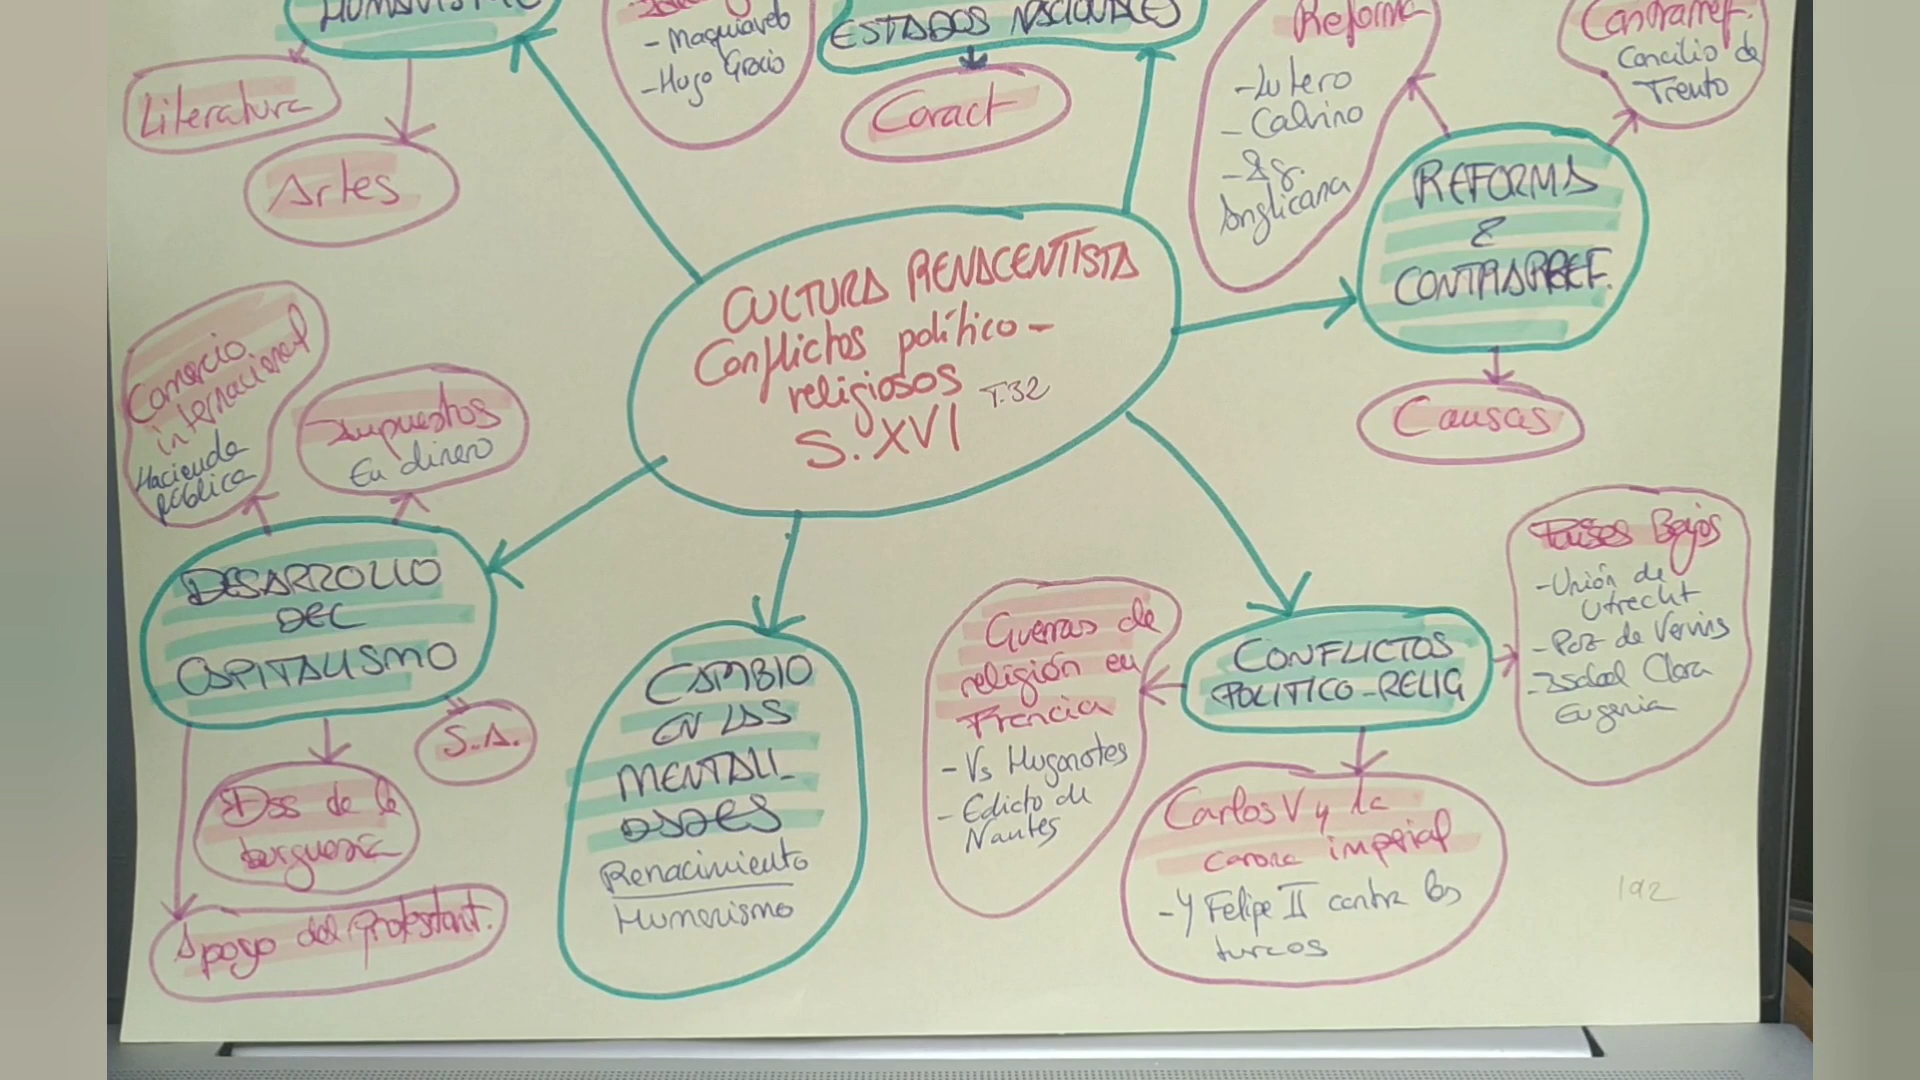 - Maquiavelo
- Hugo Grocio
ESTADOS NACIONALES
Caract
Literatura
Artes
Reforma
- Lutero
- Calvino
- Ig.
Anglicana
Contrarref.
Concilio de
Trento
REFORMA
Y
CONTRARREF.
Causas
CULTURA RENACENTISTA
Conflictos político-
religiosos
T.32
S. XVI
Comercio
internacional
Hacienda
pública
Impuestos
En dinero
DESARROLLO
DEL
CAPITALISMO
S.A.
Dss de la
burguesía
Apoyo del protestant.
CAMBIO
EN LAS
MENTALI_
DADES
Renacimiento
Humanismo
Guerras de
religión en
Francia
- Vs Hugonotes
- Edicto de
Nantes
CONFLICTOS
POLITICO-RELIG
Países Bajos
- Unión de
Utrecht
- Paz de Vervins
- Isabel Clara
Eugenia
Carlos V y la
corona imperial
- Y Felipe II contra los
turcos
192